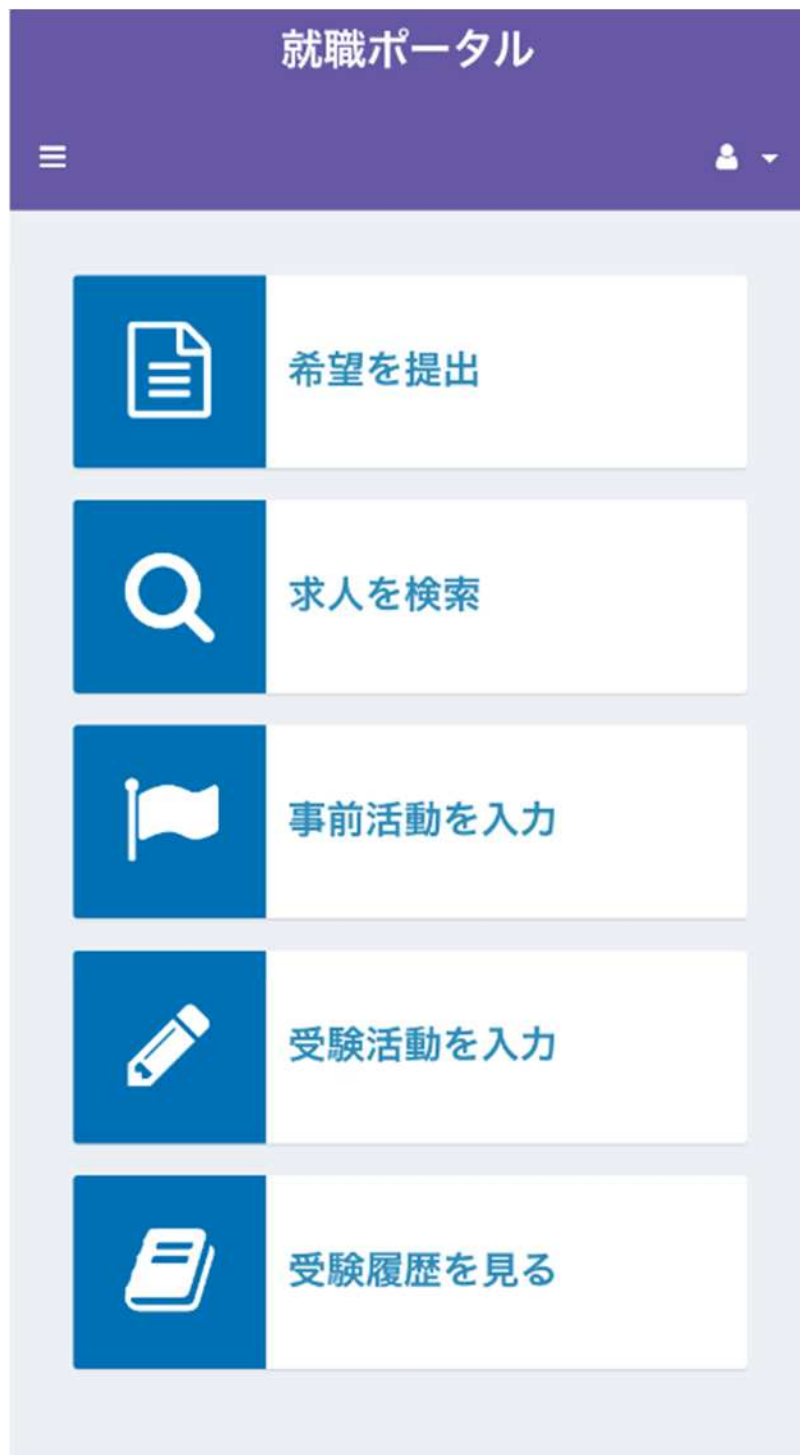 就職ポータル
希望を提出
求人を検索
事前活動を入力
受験活動を入力
受験履歴を見る